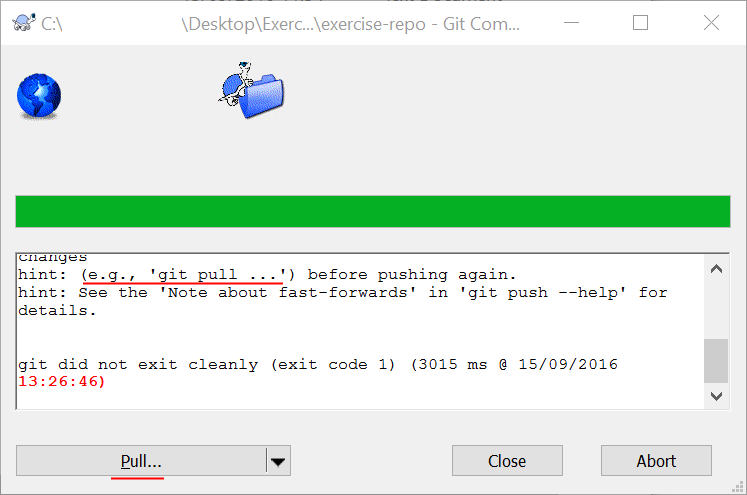 C:\ \Desktop\Exerc...\exercise-repo - Git Com...
changes
hint: (e.g., 'git pull ...') before pushing again.
hint: See the 'Note about fast-forwards' in 'git push --help' for
details.
git did not exit cleanly (exit code 1) (3015 ms @ 15/09/2016
13:26:46)
Pull...
Close
Abort